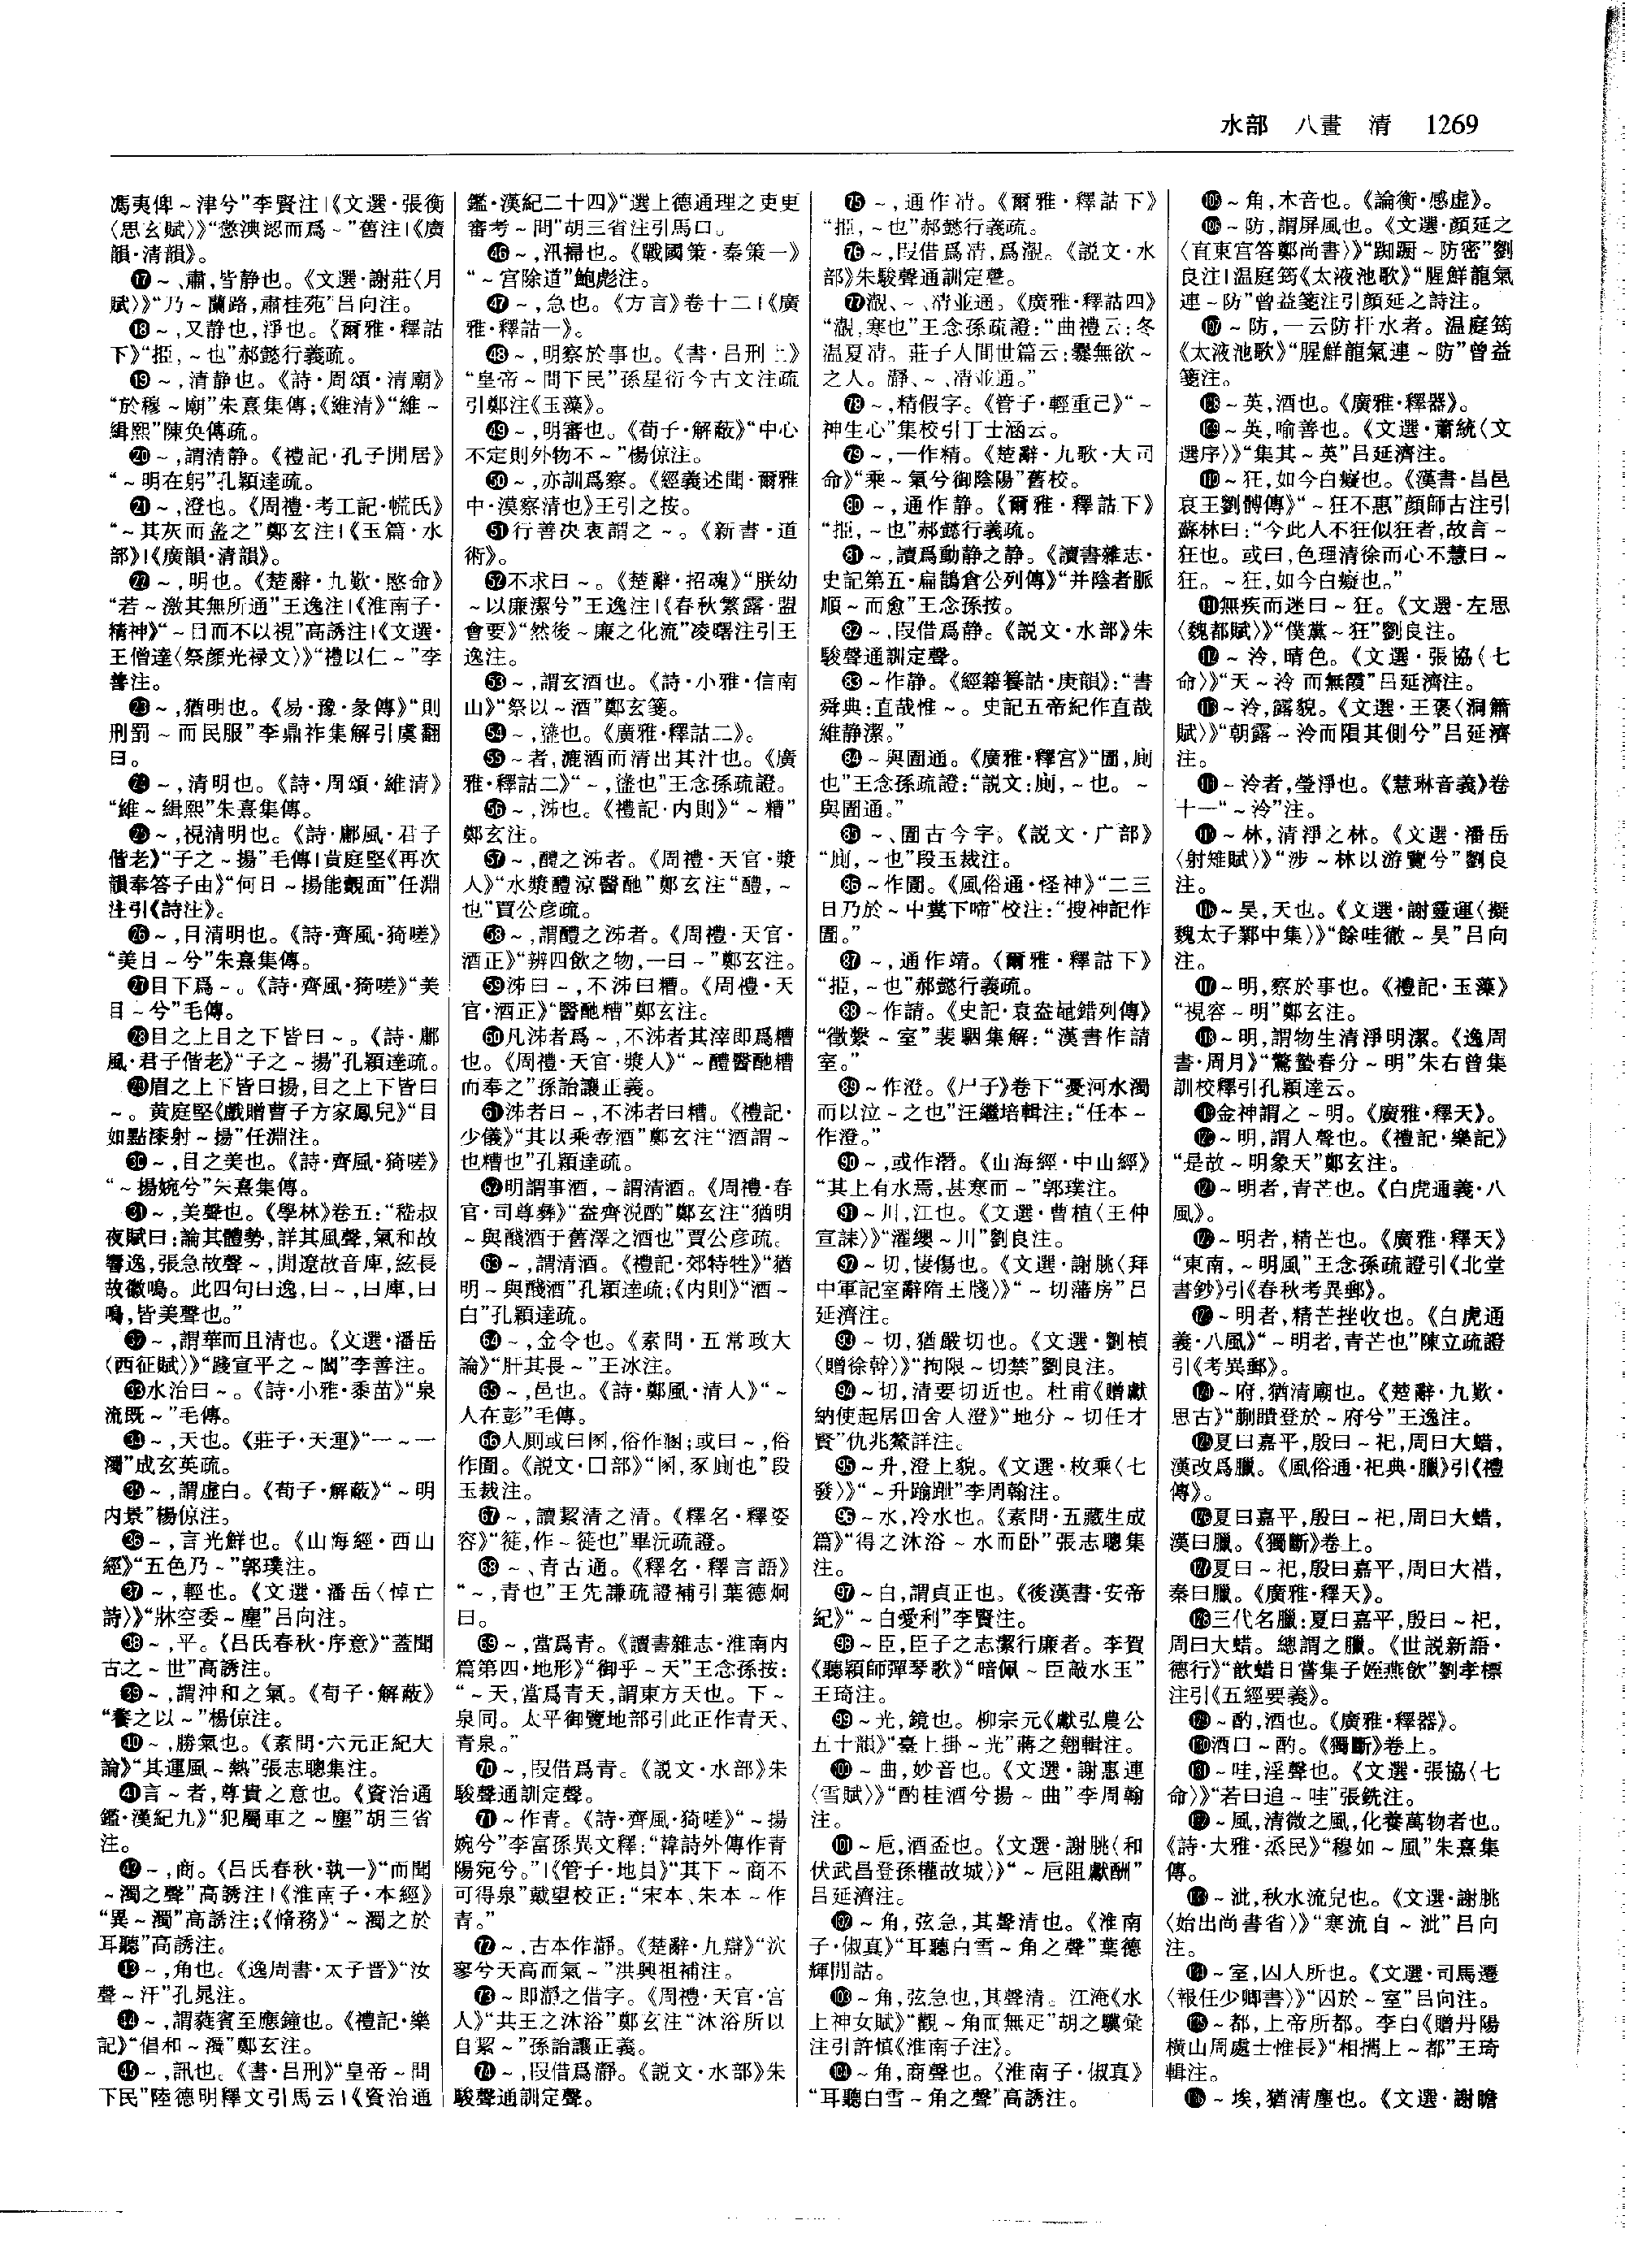 水部　八畫　清　1269
馮夷俾～津兮”李賢注|《文選·張衡
〈思玄賦〉》“愨淟涊而爲～”舊注|《廣
韻·清韻》。
⑰～,肅,皆静也。《文選·謝莊〈月
賦〉》“乃～蘭路,肅桂苑”吕向注。
⑱～,又静也,淨也。《爾雅·釋詁
下》“挋,～也”郝懿行義疏。
⑲～,清静也。《詩·周頌·清廟》
“於穆～廟”朱熹集傳;《維清》“維～
緝熙”陳奂傳疏。
⑳～,謂清静。《禮記·孔子閒居》
“～明在躬”孔穎達疏。
㉑～,澄也。《周禮·考工記·㡛氏》
“～其灰而盝之”鄭玄注|《玉篇·水
部》|《廣韻·清韻》。
㉒～,明也。《楚辭·九歎·愍命》
“若～激其無所通”王逸注|《淮南子·
精神》“～目而不以視”高誘注|《文選·
王僧達〈祭顔光禄文〉》“禮以仁～”李
善注。
㉓～,猶明也。《易·豫·彖傳》“則
刑罰～而民服”李鼎祚集解引虞翻
曰。
㉔～,清明也。《詩·周頌·維清》
“維～緝熙”朱熹集傳。
㉕～,視清明也。《詩·鄘風·君子
偕老》“子之～揚”毛傳|黄庭堅《再次
韻奉答子由》“何日～揚能覿面”任淵
注引《詩注》。
㉖～,目清明也。《詩·齊風·猗嗟》
“美目～兮”朱熹集傳。
㉗目下爲～。《詩·齊風·猗嗟》“美
目～兮”毛傳。
㉘目之上目之下皆曰～。《詩·鄘
風·君子偕老》“子之～揚”孔穎達疏。
㉙眉之上下皆曰揚,目之上下皆曰
～。黄庭堅《戲贈曹子方家鳳兒》“目
如點漆射～揚”任淵注。
㉚～,目之美也。《詩·齊風·猗嗟》
“～揚婉兮”朱熹集傳。
㉛～,美聲也。《學林》卷五:“嵇叔
夜賦曰:論其體勢,詳其風聲,氣和故
響逸,張急故聲～,閒遼故音庳,絃長
故徽鳴。此四句曰逸,曰～,曰庳,曰
鳴,皆美聲也。”
㉜～,謂華而且清也。《文選·潘岳
〈西征賦〉》“踐宣平之～閾”李善注。
㉝水治曰～。《詩·小雅·黍苗》“泉
流既～”毛傳。
㉞～,天也。《莊子·天運》“一～一
濁”成玄英疏。
㉟～,謂虚白。《荀子·解蔽》“～明
内景”楊倞注。
㊱～,言光鮮也。《山海經·西山
經》“五色乃～”郭璞注。
㊲～,輕也。《文選·潘岳〈悼亡
詩〉》“牀空委～塵”吕向注。
㊳～,平。《吕氏春秋·序意》“蓋聞
古之～世”高誘注。
㊴～,謂沖和之氣。《荀子·解蔽》
“養之以～”楊倞注。
㊵～,勝氣也。《素問·六元正紀大
論》“其運風～熱”張志聰集注。
㊶言～者,尊貴之意也。《資治通
鑑·漢紀九》“犯屬車之～塵”胡三省
注。
㊷～,商。《吕氏春秋·執一》“而聞
～濁之聲”高誘注|《淮南子·本經》
“異～濁”高誘注;《脩務》“～濁之於
耳聽”高誘注。
㊸～,角也。《逸周書·太子晉》“汝
聲～汗”孔晁注。
㊹～,謂蕤賓至應鐘也。《禮記·樂
記》“倡和～濁”鄭玄注。
㊺～,訊也。《書·吕刑》“皇帝～問
下民”陸德明釋文引馬云|《資治通
鑑·漢紀二十四》“選上德通理之吏更
審考～問”胡三省注引馬曰。
㊻～,汛掃也。《戰國策·秦策一》
“～宫除道”鮑彪注。
㊼～,急也。《方言》卷十二|《廣
雅·釋詁一》。
㊽～,明察於事也。《書·吕刑上》
“皇帝～問下民”孫星衍今古文注疏
引鄭注《玉藻》。
㊾～,明審也。《荀子·解蔽》“中心
不定則外物不～”楊倞注。
㊿～,亦訓爲察。《經義述聞·爾雅
中·漠察清也》王引之按。
51行善决衷謂之～。《新書·道
術》。
52不求曰～。《楚辭·招魂》“朕幼
～以廉潔兮”王逸注|《春秋繁露·盟
會要》“然後～廉之化流”凌曙注引王
逸注。
53～,謂玄酒也。《詩·小雅·信南
山》“祭以～酒”鄭玄箋。
54～,盪也。《廣雅·釋詁二》。
55～者,漉酒而清出其汁也。《廣
雅·釋詁二》“～,盪也”王念孫疏證。
56～,泲也。《禮記·内則》“～糟”
鄭玄注。
57～,醴之泲者。《周禮·天官·漿
人》“水漿醴涼醫酏”鄭玄注“醴,～
也”賈公彦疏。
58～,謂醴之泲者。《周禮·天官·
酒正》“辨四飲之物,一曰～”鄭玄注。
59泲曰～,不泲曰糟。《周禮·天
官·酒正》“醫酏糟”鄭玄注。
60凡泲者爲～,不泲者其滓即爲糟
也。《周禮·天官·漿人》“～醴醫酏糟
而奉之”孫詒讓正義。
61泲者曰～,不泲者曰糟。《禮記·
少儀》“其以乘壺酒”鄭玄注“酒謂～
也糟也”孔穎達疏。
62明謂事酒,～謂清酒。《周禮·春
官·司尊彝》“盎齊涚酌”鄭玄注“猶明
～與醆酒于舊澤之酒也”賈公彦疏。
63～,謂清酒。《禮記·郊特牲》“猶
明～與醆酒”孔穎達疏;《内則》“酒～
白”孔穎達疏。
64～,金令也。《素問·五常政大
論》“肝其畏～”王冰注。
65～,邑也。《詩·鄭風·清人》“～
人在彭”毛傳。
66人厠或曰圂,俗作溷;或曰～,俗
作圊。《説文·囗部》“圂,豕厠也”段
玉裁注。
67～,讀絜清之清。《釋名·釋姿
容》“徙,作～徙也”畢沅疏證。
68～、青古通。《釋名·釋言語》
“～,青也”王先謙疏證補引葉德炯
曰。
69～,當爲青。《讀書雜志·淮南内
篇第四·地形》“御乎～天”王念孫按:
“～天,當爲青天,謂東方天也。下～
泉同。太平御覽地部引此正作青天、
青泉。”
70～,叚借爲青。《説文·水部》朱
駿聲通訓定聲。
71～作青。《詩·齊風·猗嗟》“～揚
婉兮”李富孫異文釋:“韓詩外傳作青
陽宛兮。”|《管子·地員》“其下～商不
可得泉”戴望校正:“宋本、朱本～作
青。”
72～,古本作瀞。《楚辭·九辯》“泬
寥兮天高而氣～”洪興祖補注。
73～即瀞之借字。《周禮·天官·宫
人》“共王之沐浴”鄭玄注“沐浴所以
自絜～”孫詒讓正義。
74～,叚借爲瀞。《説文·水部》朱
駿聲通訓定聲。
75～,通作凊。《爾雅·釋詁下》
“挋,～也”郝懿行義疏。
76～,叚借爲凊,爲瀙。《説文·水
部》朱駿聲通訓定聲。
77～、凊並通。《廣雅·釋詁四》
寒也”王念孫疏證:“曲禮云:冬
温夏凊。莊子人間世篇云:爨無欲～
之人。～、凊並通。”
78～,精假字。《管子·輕重己》“～
神生心”集校引丁士涵云。
79～,一作精。《楚辭·九歌·大司
命》“乘～氣兮御陰陽”舊校。
80～,通作静。《爾雅·釋詁下》
“挋,～也”郝懿行義疏。
81～,讀爲動静之静。《讀書雜志·
史記第五·扁鵲倉公列傳》“并陰者脈
順～而愈”王念孫按。
82～,叚借爲静。《説文·水部》朱
駿聲通訓定聲。
83～作静。《經籍籑詁·庚韻》:“書
舜典:直哉惟～。史記五帝紀作直哉
維静潔。”
84～與圊通。《廣雅·釋宫》“圊,厠
也”王念孫疏證:“説文:厠,～也。～
與圊通。”
85～、圊古今字。《説文·广部》
“厠,～也”段玉裁注。
86～作圊。《風俗通·怪神》“二三
日乃於～中糞下啼”校注:“搜神記作
圊。”
87～,通作靖。《爾雅·釋詁下》
“挋,～也”郝懿行義疏。
88～作請。《史記·袁盎鼂錯列傳》
“徵繫～室”裴駰集解:“漢書作請
室。”
89～作澄。《尸子》卷下“憂河水濁
而以泣～之也”汪繼培輯注:“任本～
作澄。”
90～,或作潛。《山海經·中山經》
“其上有水焉,甚寒而～”郭璞注。
91～川,江也。《文選·曹植〈王仲
宣誄〉》“濯纓～川”劉良注。
92～切,悽傷也。《文選·謝朓〈拜
中軍記室辭隋王牋〉》“～切藩房”吕
延濟注。
93～切,猶嚴切也。《文選·劉楨
〈贈徐幹〉》“拘限～切禁”劉良注。
94～切,清要切近也。杜甫《贈獻
納使起居田舍人澄》“地分～切任才
賢”仇兆鰲詳注。
95～升,澄上貌。《文選·枚乘〈七
發〉》“～升踰跇”李周翰注。
96～水,冷水也。《素問·五藏生成
篇》“得之沐浴～水而卧”張志聰集
注。
97～白,謂貞正也。《後漢書·安帝
紀》“～白愛利”李賢注。
98～臣,臣子之志潔行廉者。李賀
《聽穎師彈琴歌》“暗佩～臣敲水玉”
王琦注。
99～光,鏡也。柳宗元《獻弘農公
五十韻》“臺上掛～光”蔣之翹輯注。
100～曲,妙音也。《文選·謝惠連
〈雪賦〉》“酌桂酒兮揚～曲”李周翰
注。
101～卮,酒盃也。《文選·謝朓〈和
伏武昌登孫權故城〉》“～卮阻獻酬”
吕延濟注。
102～角,弦急,其聲清也。《淮南
子·俶真》“耳聽白雪～角之聲”葉德
輝閒詁。
103～角,弦急也,其聲清。江淹《水
上神女賦》“觀～角而無疋”胡之驥彙
注引許慎《淮南子注》。
104～角,商聲也。《淮南子·俶真》
“耳聽白雪～角之聲”高誘注。
105～角,木音也。《論衡·感虚》。
106～防,謂屏風也。《文選·顔延之
〈直東宫答鄭尚書〉》“踟蹰～防密”劉
良注|温庭筠《太液池歌》“腥鮮龍氣
連～防”曾益箋注引顔延之詩注。
107～防,一云防扞水者。温庭筠
《太液池歌》“腥鮮龍氣連～防”曾益
箋注。
108～英,酒也。《廣雅·釋器》。
109～英,喻善也。《文選·蕭統〈文
選序〉》“集其～英”吕延濟注。
110～狂,如今白癡也。《漢書·昌邑
哀王劉髆傳》“～狂不惠”顔師古注引
蘇林曰:“今此人不狂似狂者,故言～
狂也。或曰,色理清徐而心不慧曰～
狂。～狂,如今白癡也。”
111無疾而迷曰～狂。《文選·左思
〈魏都賦〉》“僕黨～狂”劉良注。
112～泠,晴色。《文選·張協〈七
命〉》“天～泠而無霞”吕延濟注。
113～泠,露貌。《文選·王褒〈洞簫
賦〉》“朝露～泠而隕其側兮”吕延濟
注。
114～泠者,瑩淨也。《慧琳音義》卷
十一“～泠”注。
115～林,清淨之林。《文選·潘岳
〈射雉賦〉》“涉～林以游覽兮”劉良
注。
116～昊,天也。《文選·謝靈運〈擬
魏太子鄴中集〉》“餘哇徹～昊”吕向
注。
117～明,察於事也。《禮記·玉藻》
“視容～明”鄭玄注。
118～明,謂物生清淨明潔。《逸周
書·周月》“驚蟄春分～明”朱右曾集
訓校釋引孔穎達云。
119金神謂之～明。《廣雅·釋天》。
120～明,謂人聲也。《禮記·樂記》
“是故～明象天”鄭玄注。
121～明者,青芒也。《白虎通義·八
風》。
122～明者,精芒也。《廣雅·釋天》
“東南,～明風”王念孫疏證引《北堂
書鈔》引《春秋考異郵》。
123～明者,精芒挫收也。《白虎通
義·八風》“～明者,青芒也”陳立疏證
引《考異郵》。
124～府,猶清廟也。《楚辭·九歎·
思古》“蒯聵登於～府兮”王逸注。
125夏曰嘉平,殷曰～祀,周曰大蜡,
漢改爲臘。《風俗通·祀典·臘》引《禮
傳》。
126夏曰嘉平,殷曰～祀,周曰大蜡,
漢曰臘。《獨斷》卷上。
127夏曰～祀,殷曰嘉平,周曰大䄍,
秦曰臘。《廣雅·釋天》。
128三代名臘:夏曰嘉平,殷曰～祀,
周曰大蜡。總謂之臘。《世説新語·
德行》“歆蜡日嘗集子姪燕飲”劉孝標
注引《五經要義》。
129～酌,酒也。《廣雅·釋器》。
130酒曰～酌。《獨斷》卷上。
131～哇,淫聲也。《文選·張協〈七
命〉》“若曰追～哇”張銑注。
132～風,清微之風,化養萬物者也。
《詩·大雅·烝民》“穆如～風”朱熹集
傳。
133～泚,秋水流皃也。《文選·謝朓
〈始出尚書省〉》“寒流自～泚”吕向
注。
134～室,囚人所也。《文選·司馬遷
〈報任少卿書〉》“囚於～室”吕向注。
135～都,上帝所都。李白《贈丹陽
横山周處士惟長》“相攜上～都”王琦
輯注。
136～埃,猶清塵也。《文選·謝瞻